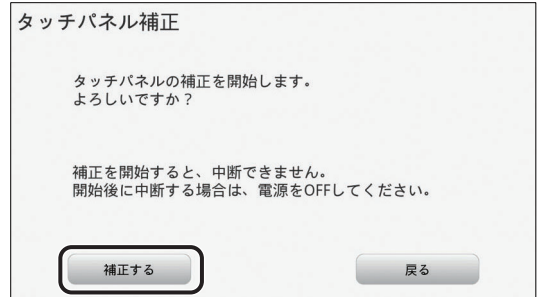 タッチパネル補正
タッチパネルの補正を開始します。
よろしいですか？
補正を開始すると、中断できません。
開始後に中断する場合は、電源をOFFしてください。
補正する
戻る